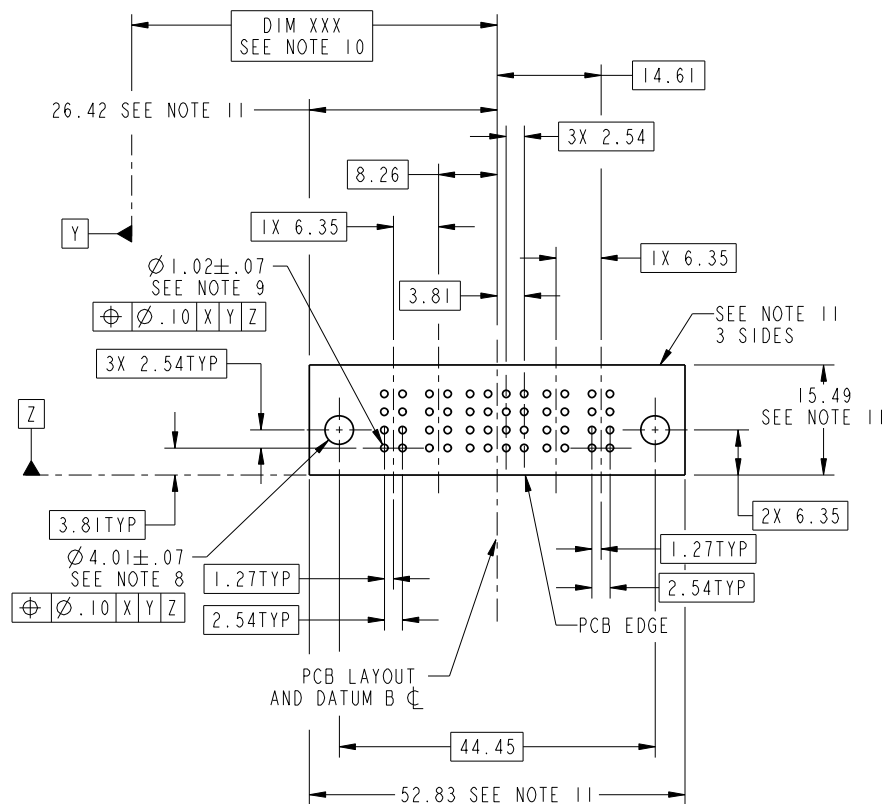 DIM XXX
SEE NOTE 10
14.61
26.42 SEE NOTE 11
3X 2.54
8.26
Y
1X 6.35
1X 6.35
Ø1.02±.07
SEE NOTE 9
⌖ Ø.10 X Y Z
3.81
SEE NOTE 11
3 SIDES
3X 2.54TYP
15.49
SEE NOTE 11
Z
3.81TYP
2X 6.35
Ø4.01±.07
SEE NOTE 8
⌖ Ø.10 X Y Z
1.27TYP
1.27TYP
2.54TYP
2.54TYP
PCB EDGE
PCB LAYOUT
AND DATUM B ℄
44.45
52.83 SEE NOTE 11